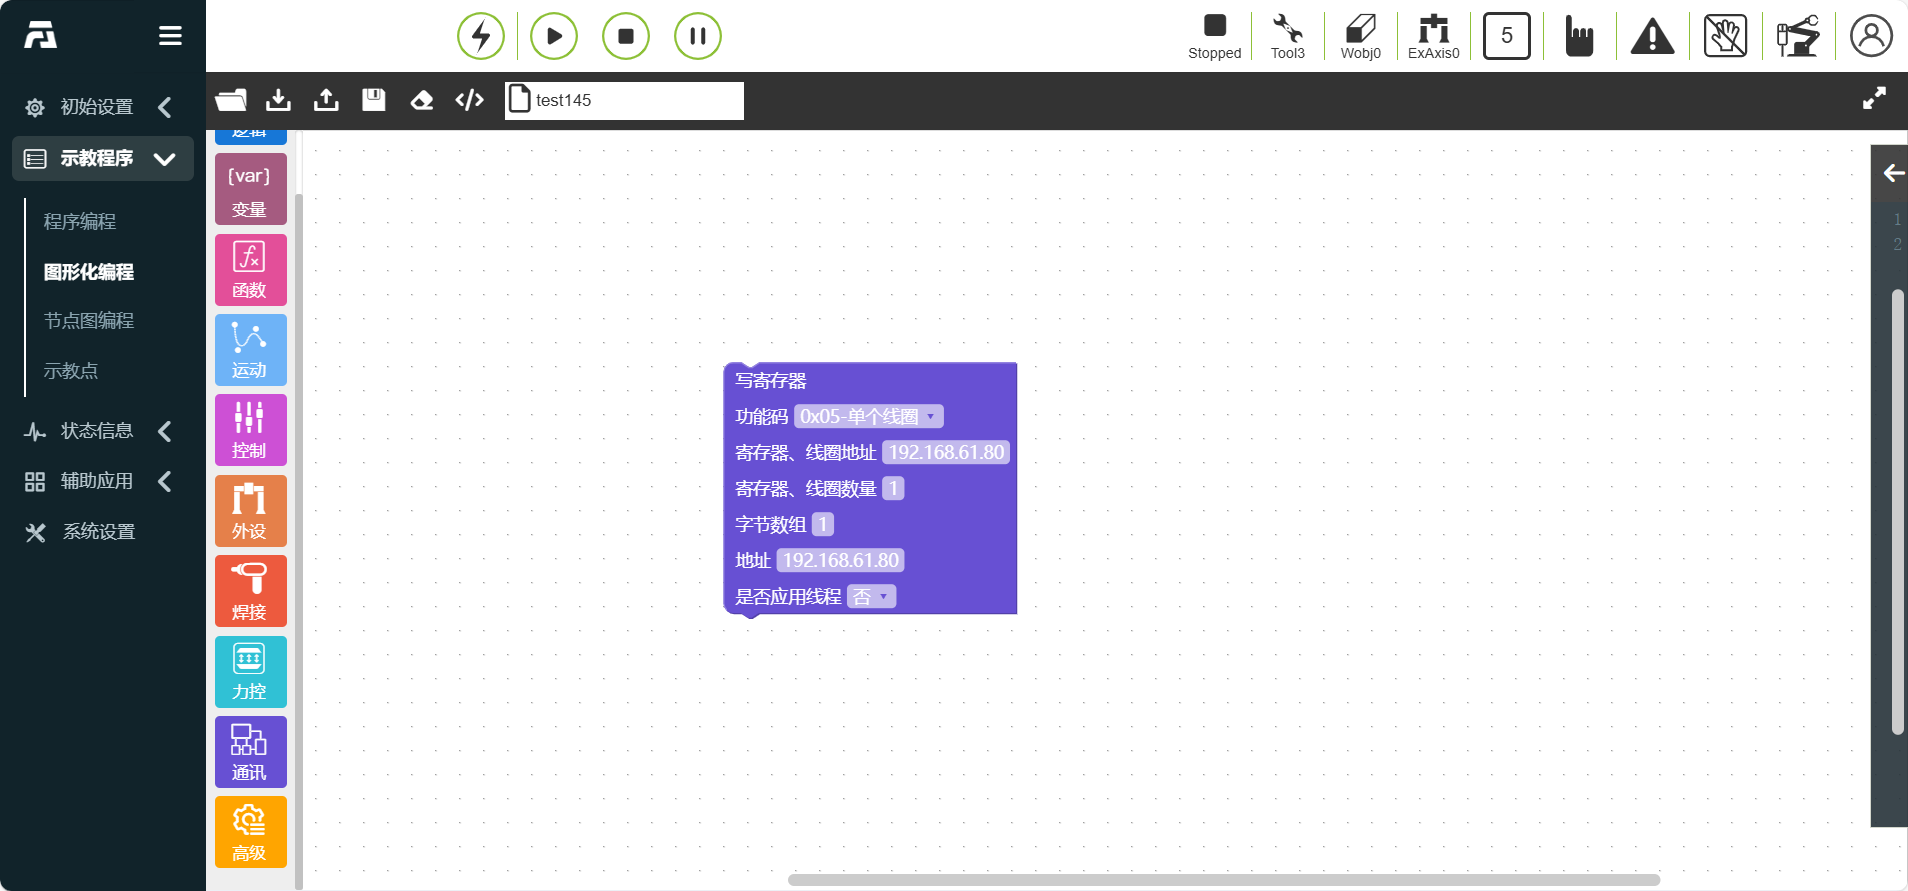 Stopped
Tool3
Wobj0
ExAxis0
5
test145
初始设置
示教程序
程序编程
图形化编程
节点图编程
示教点
状态信息
辅助应用
系统设置
逻辑
[var]
变量
函数
运动
控制
外设
焊接
力控
通讯
高级
写寄存器
功能码 0x05-单个线圈
寄存器、线圈地址 192.168.61.80
寄存器、线圈数量 1
字节数组 1
地址 192.168.61.80
是否应用线程 否
1
2